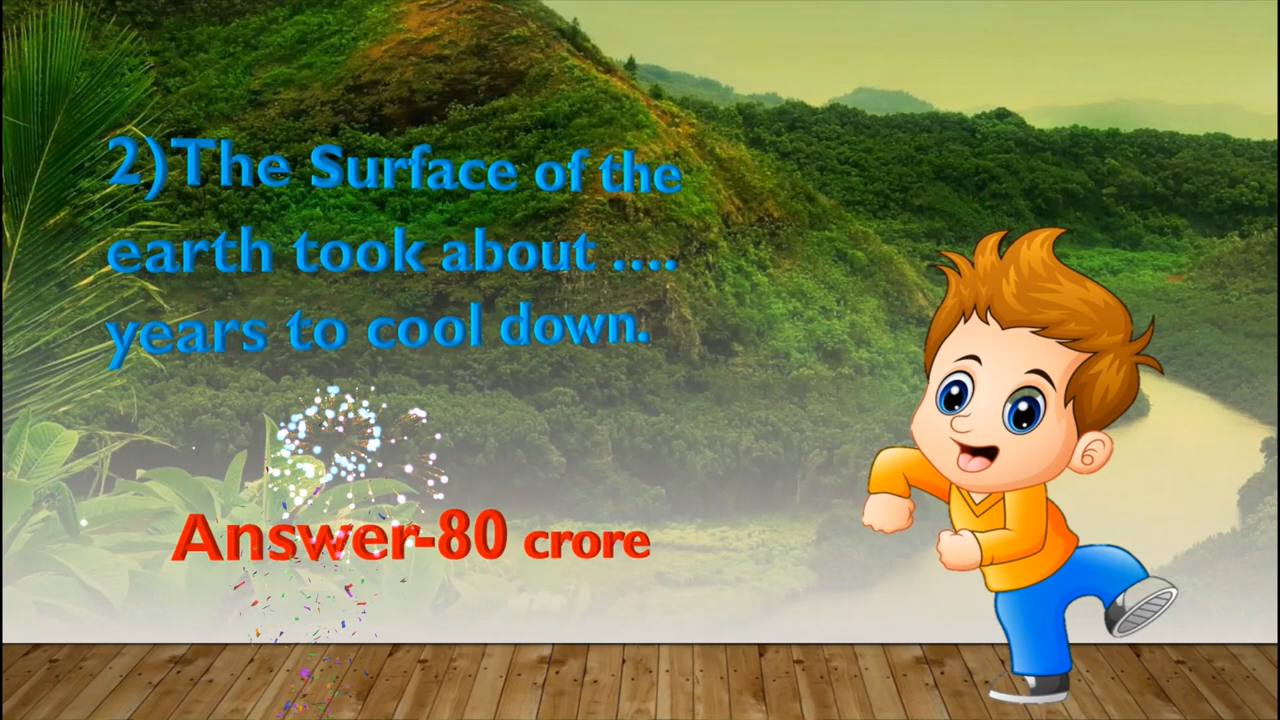 2)The Surface of the
earth took about ....
years to cool down.
Answer-80 crore